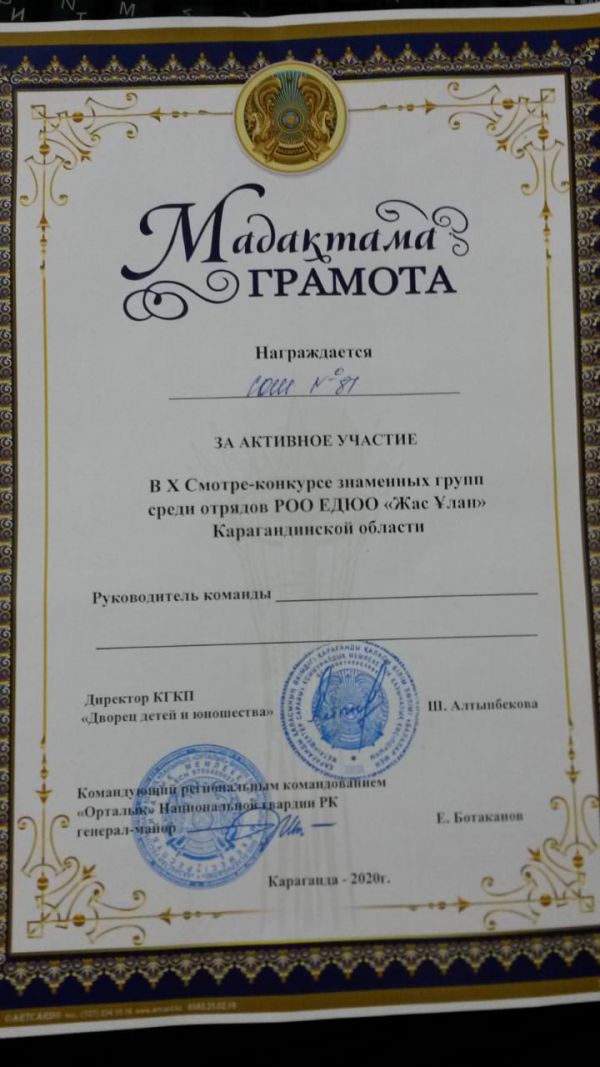 ҚАЗАҚСТАН
Мадақтама
ГРАМОТА
Награждается
СОШ №81
ЗА АКТИВНОЕ УЧАСТИЕ
В X Смотре-конкурсе знаменных групп
среди отрядов РОО ЕДЮО «Жас Ұлан»
Карагандинской области
Руководитель команды
Директор КГКП
«Дворец детей и юношества»
Ш. Алтынбекова
Командующий региональным командованием
«Орталық» Национальной гвардии РК
генерал-майор
Е. Ботаканов
Караганда - 2020г.